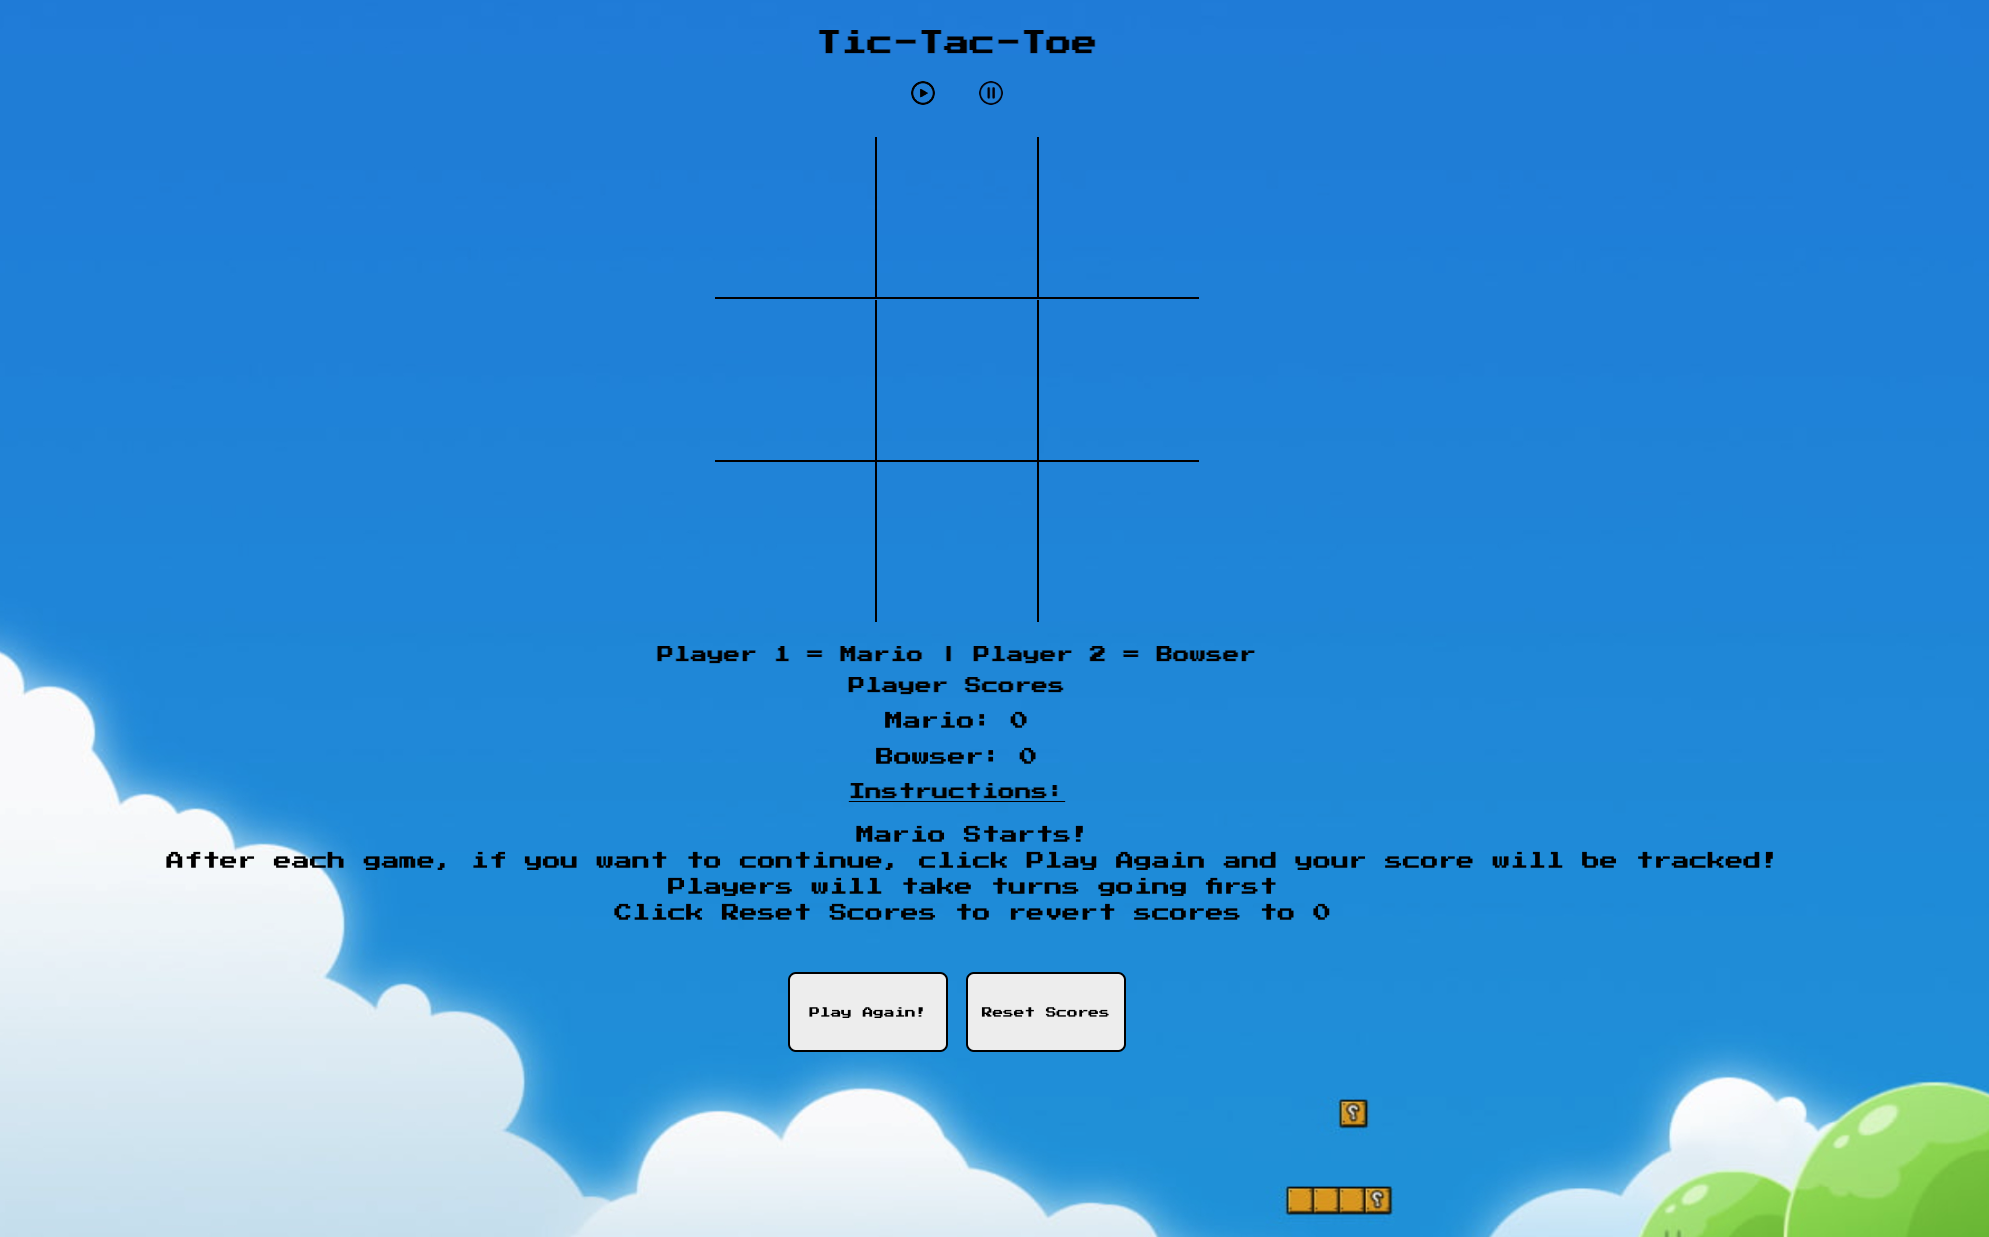 Tic-Tac-Toe
Player 1 = Mario | Player 2 = Bowser
Player Scores
Mario: 0
Bowser: 0
Instructions:
Mario Starts!
After each game, if you want to continue, click Play Again and your score will be tracked!
Players will take turns going first
Click Reset Scores to revert scores to 0
Play Again!
Reset Scores
?
?